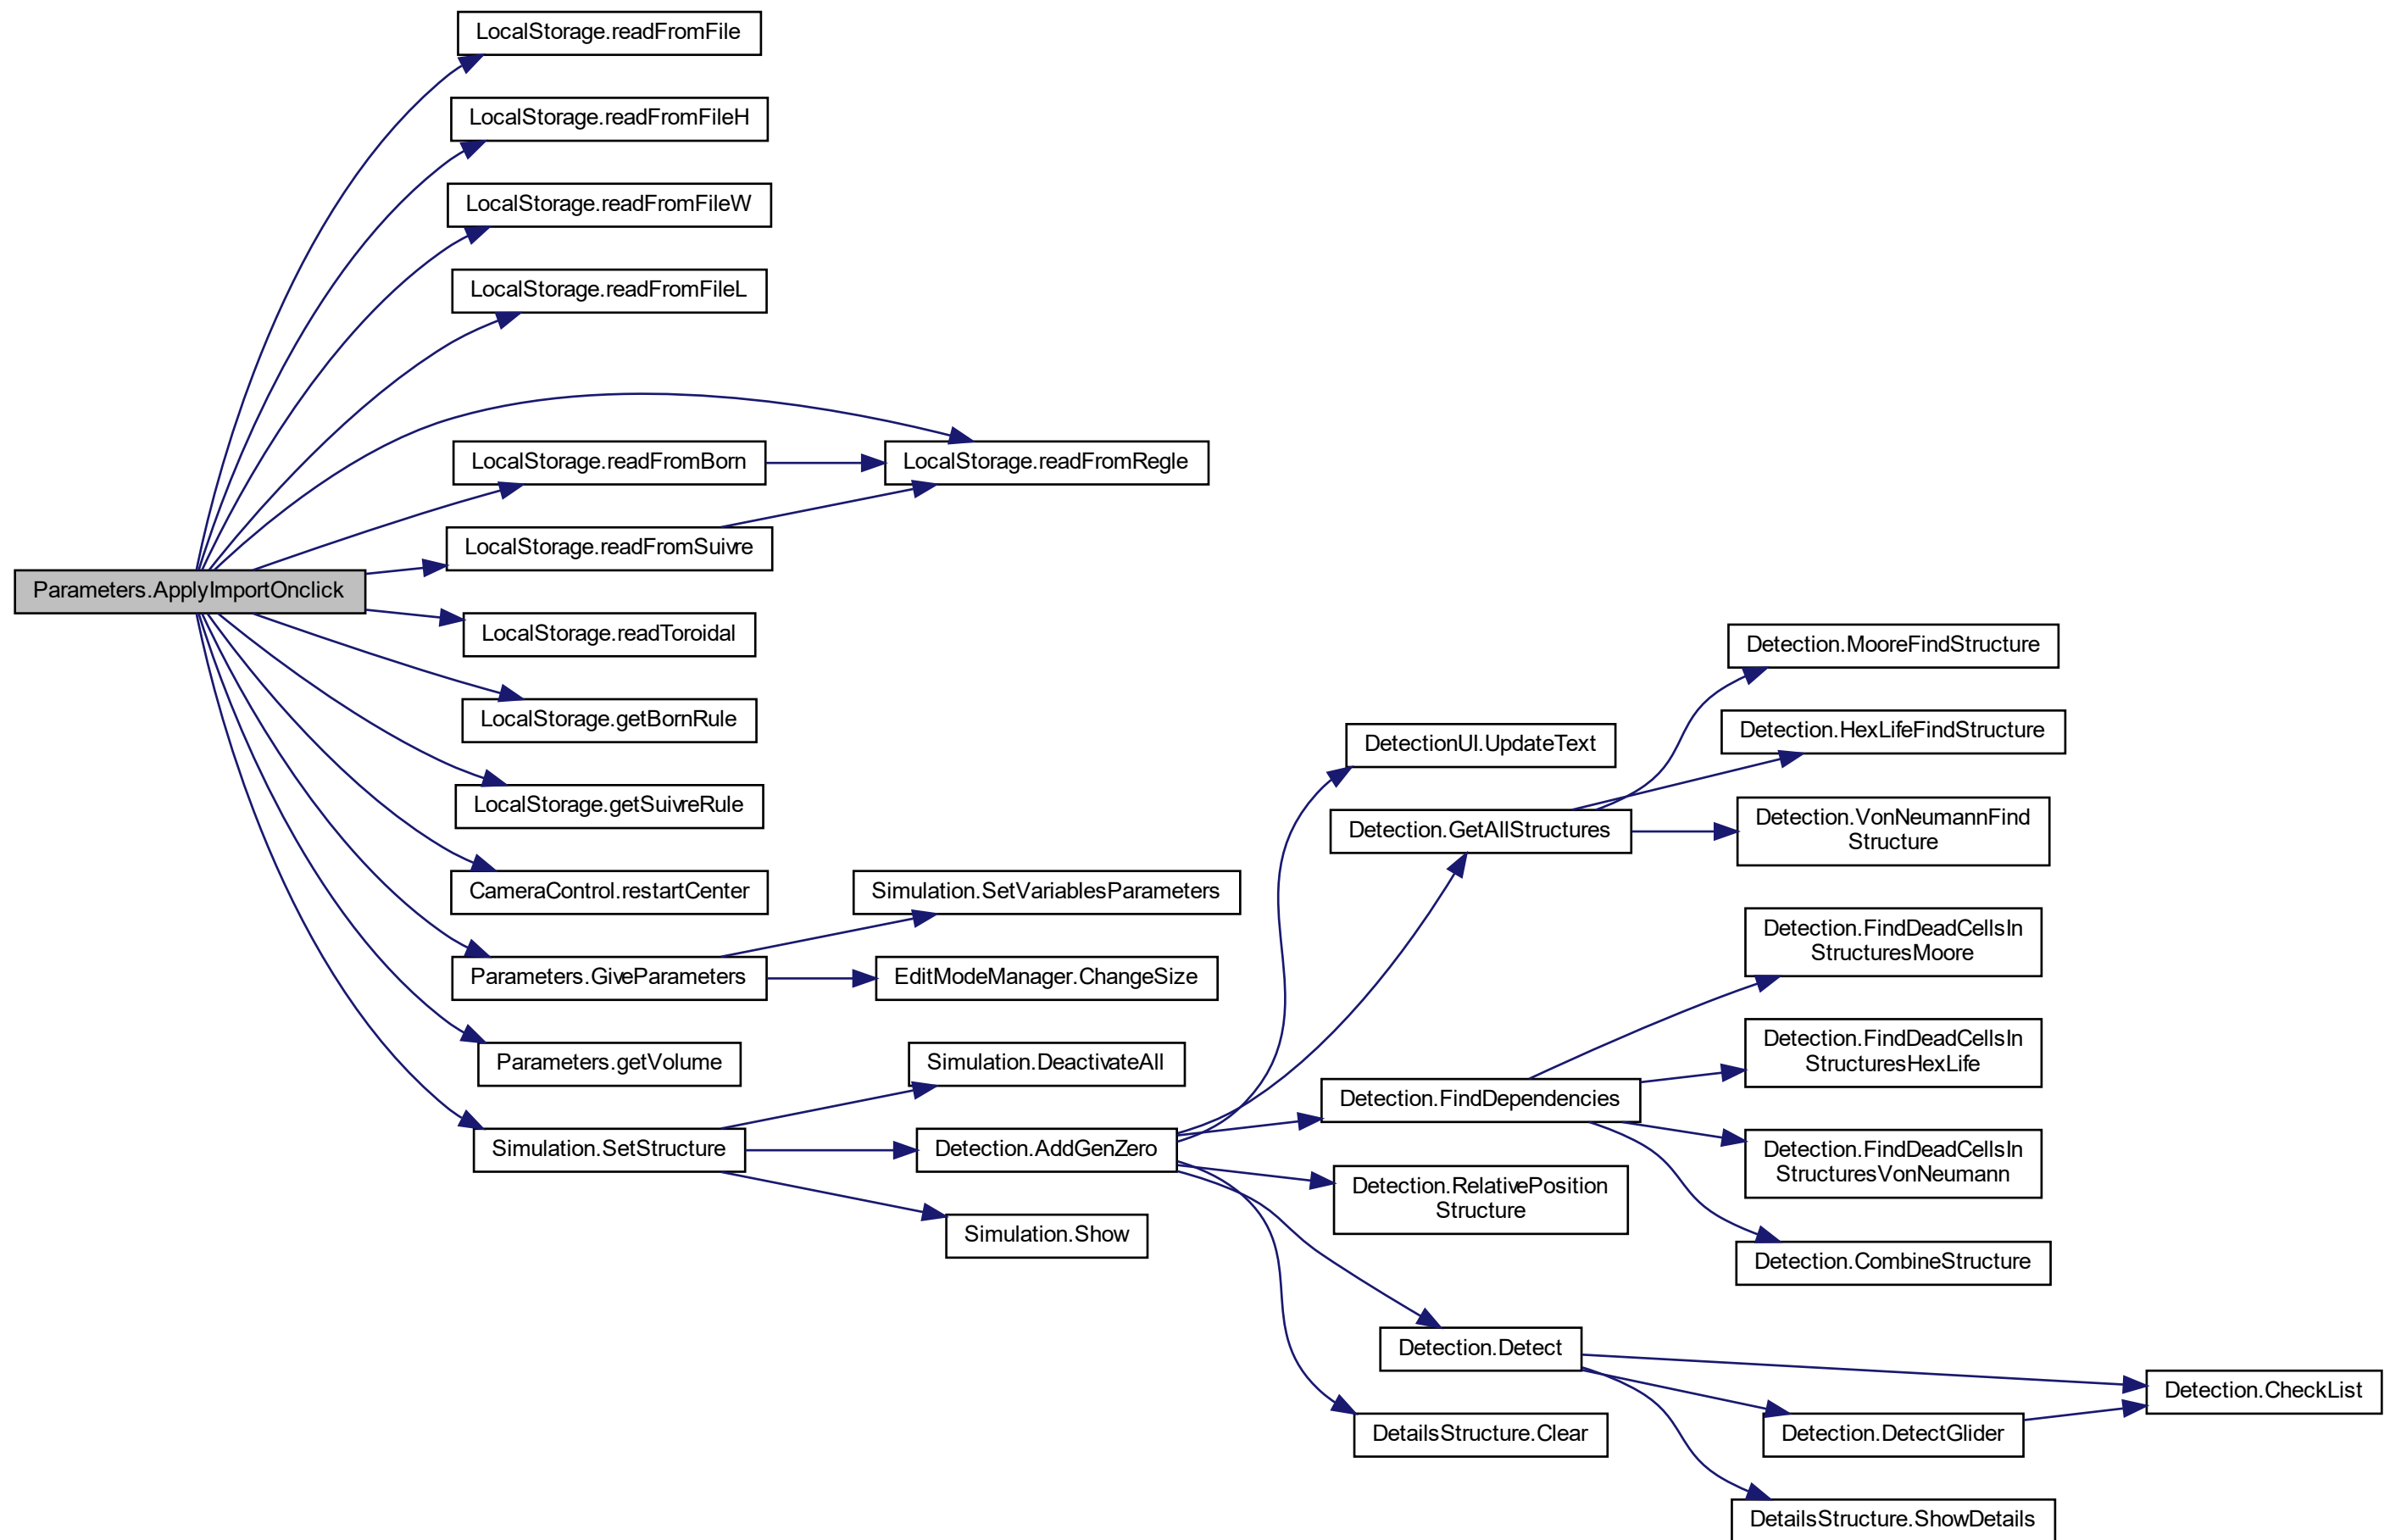 LocalStorage.readFromFile
LocalStorage.readFromFileH
LocalStorage.readFromFileW
LocalStorage.readFromFileL
LocalStorage.readFromBorn
LocalStorage.readFromRegle
LocalStorage.readFromSuivre
Parameters.ApplyImportOnclick
LocalStorage.readToroidal
LocalStorage.getBornRule
LocalStorage.getSuivreRule
CameraControl.restartCenter
Parameters.GiveParameters
Simulation.SetVariablesParameters
EditModeManager.ChangeSize
Parameters.getVolume
Simulation.SetStructure
Simulation.DeactivateAll
Detection.AddGenZero
Simulation.Show
DetectionUI.UpdateText
Detection.GetAllStructures
Detection.MooreFindStructure
Detection.HexLifeFindStructure
Detection.VonNeumannFind
Structure
Detection.FindDependencies
Detection.FindDeadCellsIn
StructuresMoore
Detection.FindDeadCellsIn
StructuresHexLife
Detection.FindDeadCellsIn
StructuresVonNeumann
Detection.CombineStructure
Detection.RelativePosition
Structure
Detection.Detect
DetailsStructure.Clear
Detection.CheckList
Detection.DetectGlider
DetailsStructure.ShowDetails